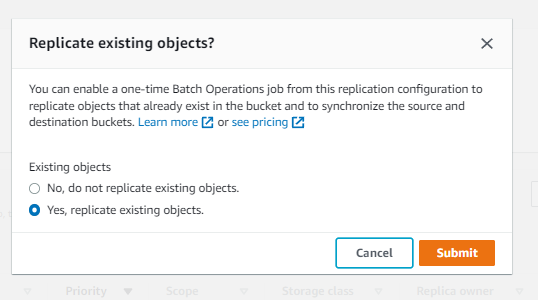 Replicate existing objects?
You can enable a one-time Batch Operations job from this replication configuration to
replicate objects that already exist in the bucket and to synchronize the source and
destination buckets. Learn more or see pricing
Existing objects
No, do not replicate existing objects.
Yes, replicate existing objects.
Cancel Submit
Priority Scope Storage class Replica owner